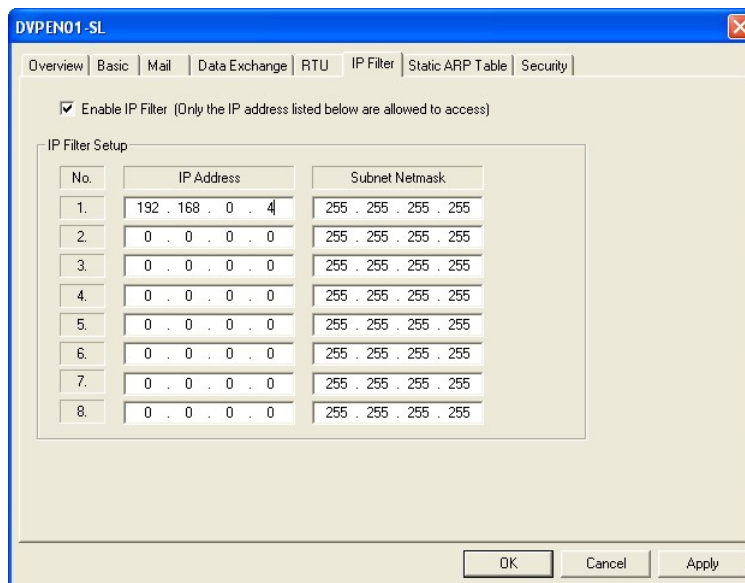 DVPEN01-SL
Overview Basic Mail Data Exchange RTU IP Filter Static ARP Table Security
Enable IP Filter (Only the IP address listed below are allowed to access)
IP Filter Setup
No. IP Address Subnet Netmask
1. 192 . 168 . 0 . 4 255 . 255 . 255 . 255
2. 0 . 0 . 0 . 0 255 . 255 . 255 . 255
3. 0 . 0 . 0 . 0 255 . 255 . 255 . 255
4. 0 . 0 . 0 . 0 255 . 255 . 255 . 255
5. 0 . 0 . 0 . 0 255 . 255 . 255 . 255
6. 0 . 0 . 0 . 0 255 . 255 . 255 . 255
7. 0 . 0 . 0 . 0 255 . 255 . 255 . 255
8. 0 . 0 . 0 . 0 255 . 255 . 255 . 255
OK Cancel Apply